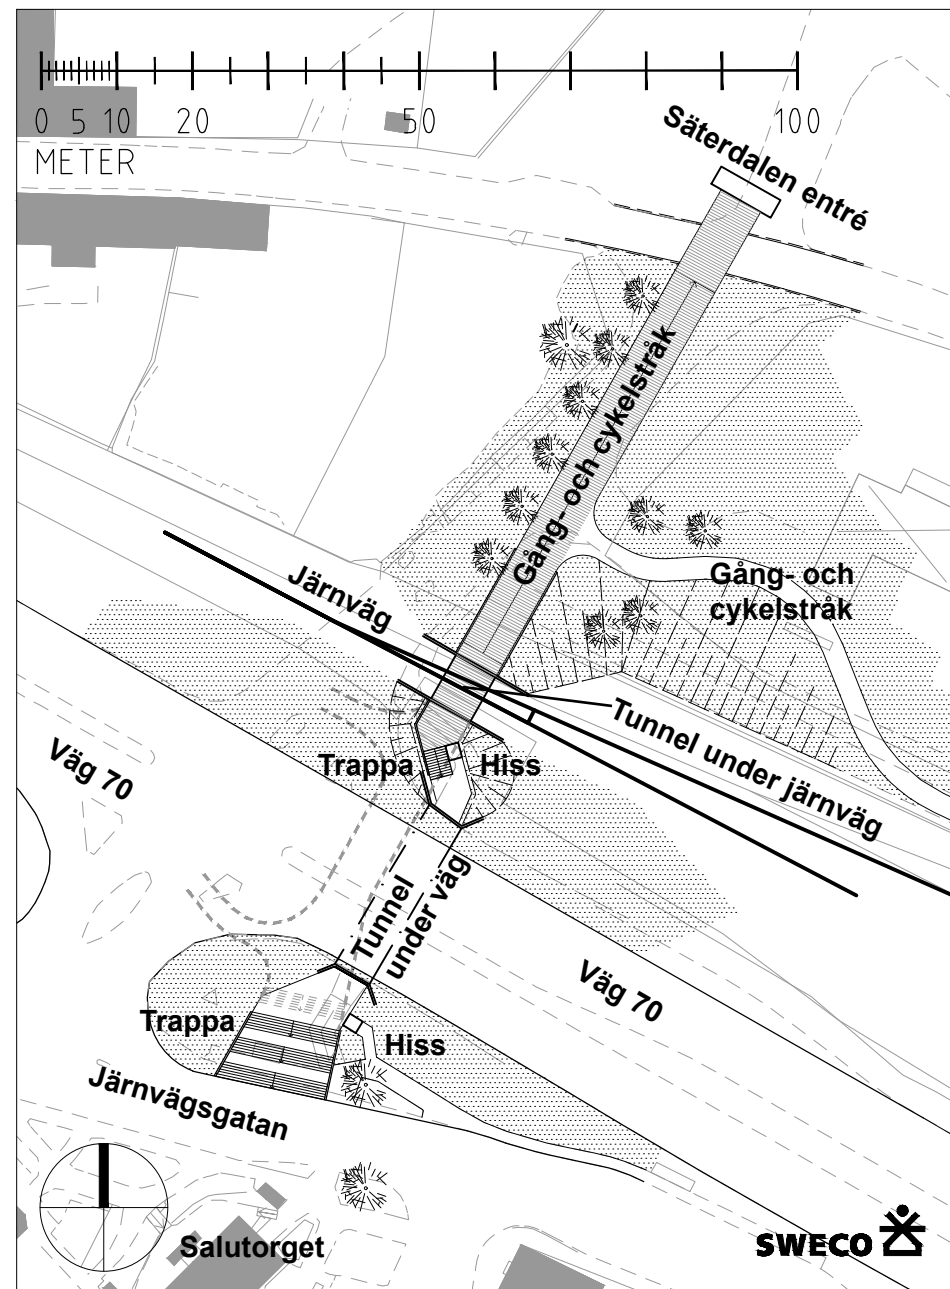 0 5 10 20 50 100
METER
Säterdalen entré
Gång- och cykelstråk
Järnväg
Gång- och
cykelstråk
Tunnel under järnväg
Väg 70
Trappa
Hiss
Tunnel
under väg
Väg 70
Trappa
Hiss
Järnvägsgatan
Salutorget
SWECO